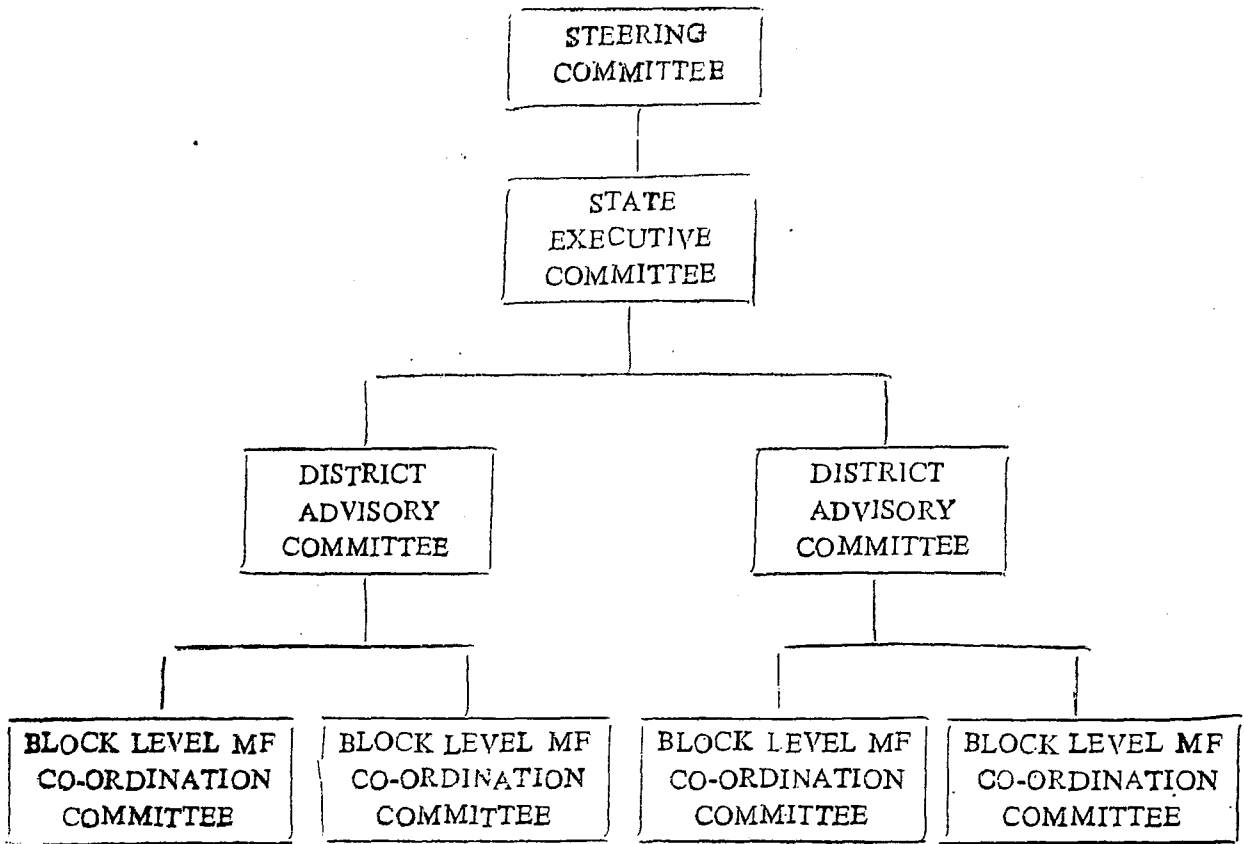 STEERING
COMMITTEE
STATE
EXECUTIVE
COMMITTEE
DISTRICT
ADVISORY
COMMITTEE
DISTRICT
ADVISORY
COMMITTEE
BLOCK LEVEL MF
CO-ORDINATION
COMMITTEE
BLOCK LEVEL MF
CO-ORDINATION
COMMITTEE
BLOCK LEVEL MF
CO-ORDINATION
COMMITTEE
BLOCK LEVEL MF
CO-ORDINATION
COMMITTEE